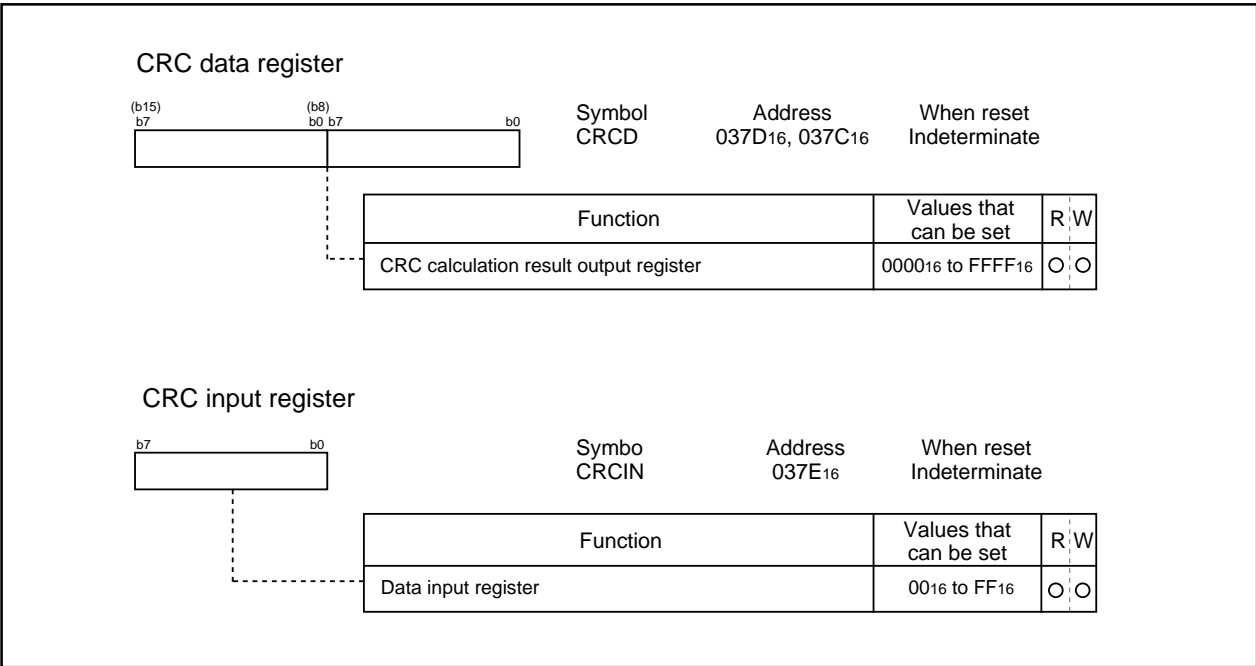 CRC data register
(b15) (b8)
b7 b0 b7 b0
Symbol Address When reset
CRCD 037D16, 037C16 Indeterminate
Function Values that can be set R W
CRC calculation result output register 000016 to FFFF16 O O
CRC input register
b7 b0
Symbo Address When reset
CRCIN 037E16 Indeterminate
Function Values that can be set R W
Data input register 0016 to FF16 O O